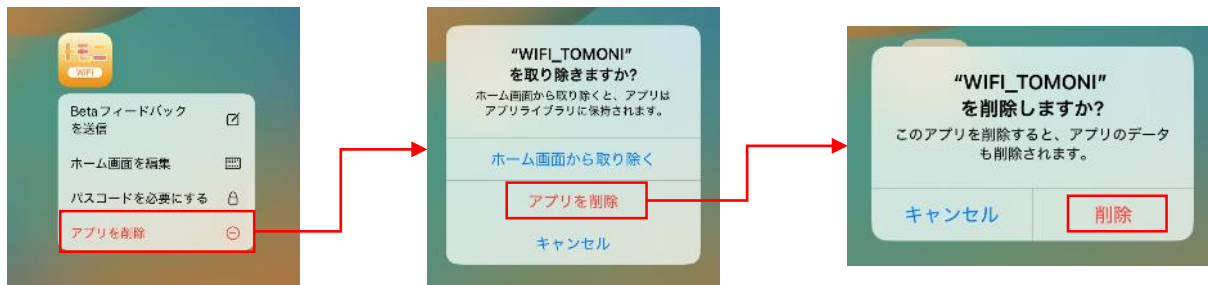 トモニ
WiFi
Betaフィードバック
を送信
ホーム画面を編集
パスコードを必要にする
アプリを削除
“WIFI_TOMONI”
を取り除きますか?
ホーム画面から取り除くと、アプリは
アプリライブラリに保持されます。
ホーム画面から取り除く
アプリを削除
キャンセル
“WIFI_TOMONI”
を削除しますか?
このアプリを削除すると、アプリのデータ
も削除されます。
キャンセル
削除